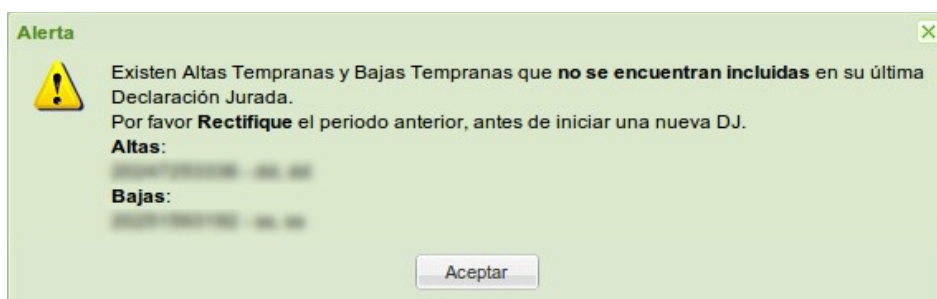 Alerta
Existen Altas Tempranas y Bajas Tempranas que no se encuentran incluidas en su última
Declaración Jurada.
Por favor Rectifique el periodo anterior, antes de iniciar una nueva DJ.
Altas:
Bajas:
Aceptar